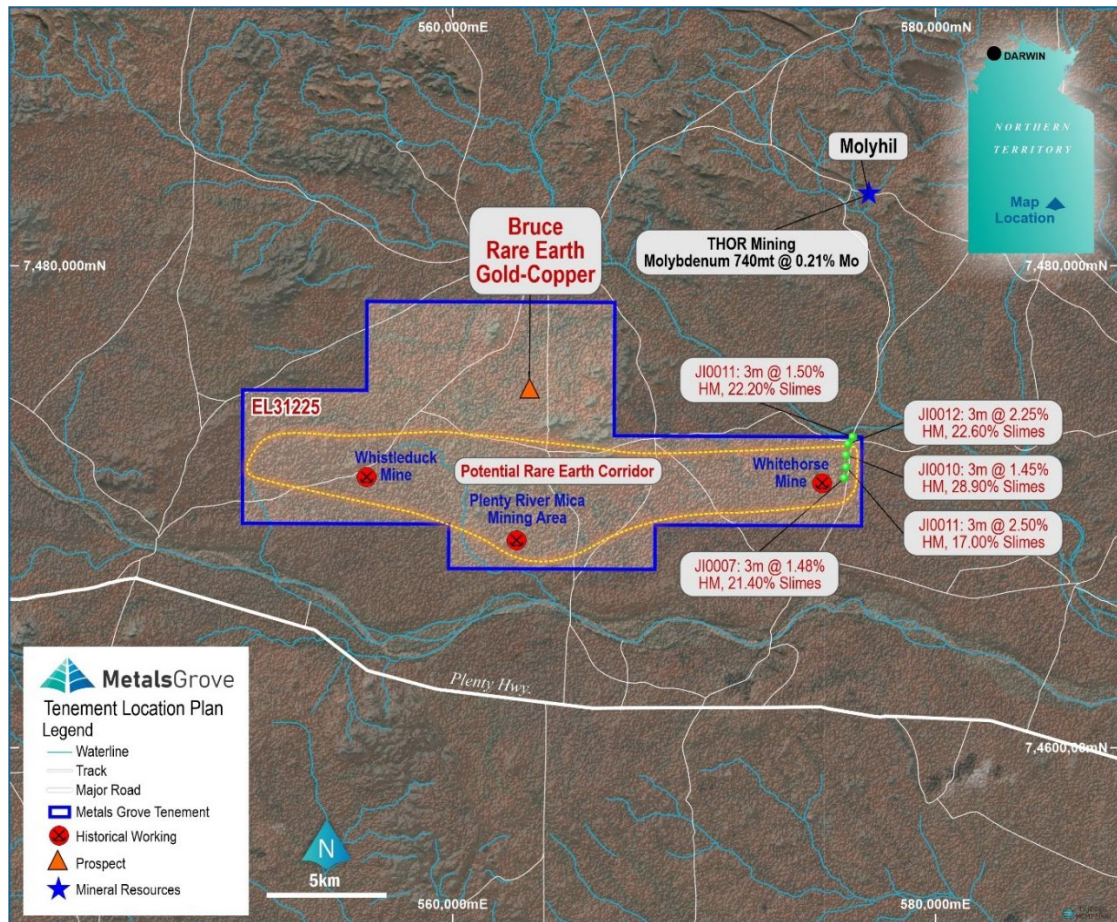 560,000mE
580,000mN
DARWIN
NORTHERN
TERRITORY
Map
Location
Molyhil
THOR Mining
Molybdenum 740mt @ 0.21% Mo
7,480,000mN
7,480,000mN
Bruce
Rare Earth
Gold-Copper
JI0011: 3m @ 1.50%
HM, 22.20% Slimes
EL31225
JI0012: 3m @ 2.25%
HM, 22.60% Slimes
Whistleduck
Mine
Potential Rare Earth Corridor
Whitehorse
Mine
JI0010: 3m @ 1.45%
HM, 28.90% Slimes
Plenty River Mica
Mining Area
JI0011: 3m @ 2.50%
HM, 17.00% Slimes
JI0007: 3m @ 1.48%
HM, 21.40% Slimes
Plenty Hwy.
7,4600,00mN
MetalsGrove
Tenement Location Plan
Legend
Waterline
Track
Major Road
Metals Grove Tenement
Historical Working
Prospect
Mineral Resources
N
5km
560,000mE
580,000mN